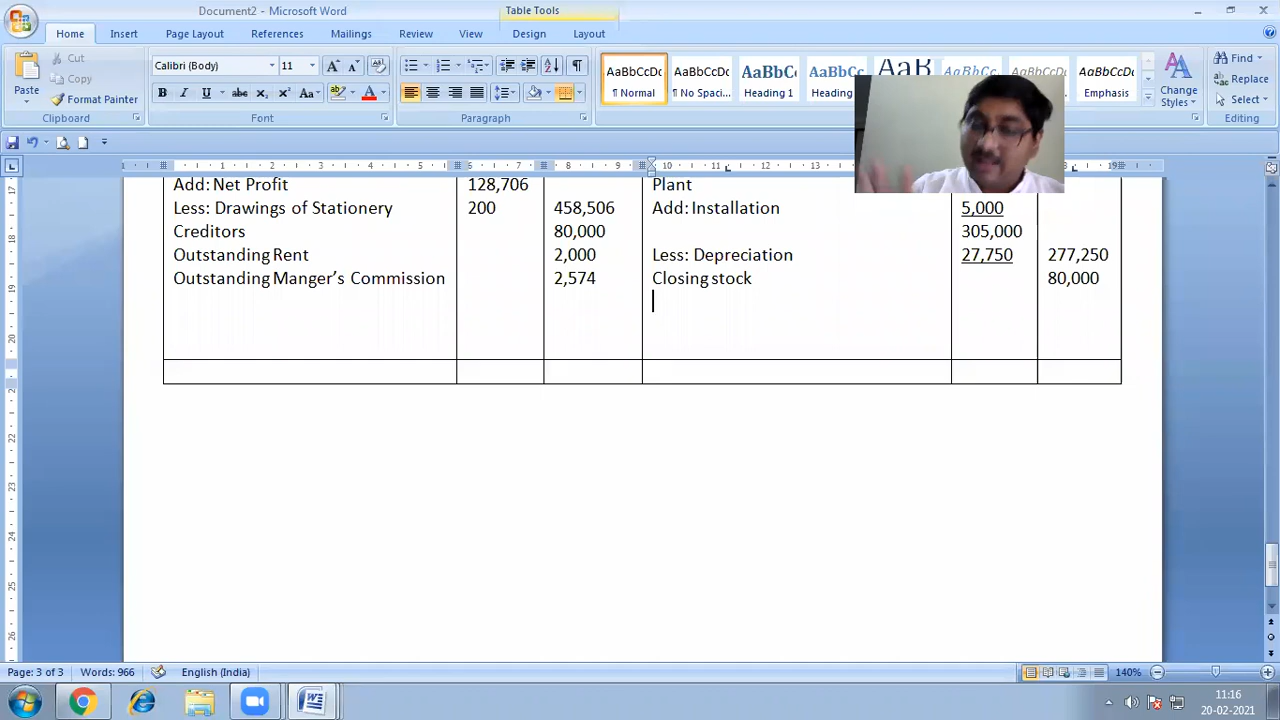 Document2 - Microsoft Word
Table Tools
Home
Insert
Page Layout
References
Mailings
Review
View
Design
Layout
Paste
Cut
Copy
Format Painter
Clipboard
Calibri (Body)
11
Font
Paragraph
AaBbCcDc
¶ Normal
AaBbCcDc
¶ No Spaci...
AaBbCc
Heading 1
AaBbCc
Heading
AaB
AaBbCcDc
Emphasis
Change
Styles
Find
Replace
Select
Editing
Add: Net Profit 128,706 Plant
Less: Drawings of Stationery 200 458,506 Add: Installation 5,000
Creditors 80,000 305,000
Outstanding Rent 2,000 Less: Depreciation 27,750 277,250
Outstanding Manger’s Commission 2,574 Closing stock 80,000
Page: 3 of 3
Words: 966
English (India)
140%
11:16
20-02-2021